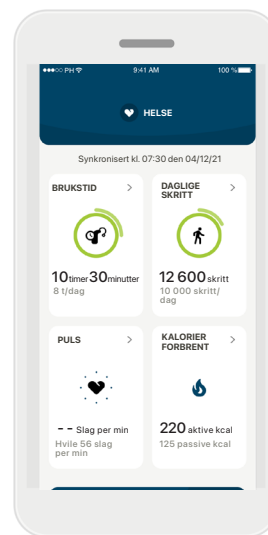 PH 9:41 AM 100 %
HELSE
Synkronisert kl. 07:30 den 04/12/21
BRUKSTID
10timer30minutter
8 t/dag
DAGLIGE
SKRITT
12 600 skritt
10 000 skritt/
dag
PULS
-- Slag per min
Hvile 56 slag
per min
KALORIER
FORBRENT
220 aktive kcal
125 passive kcal